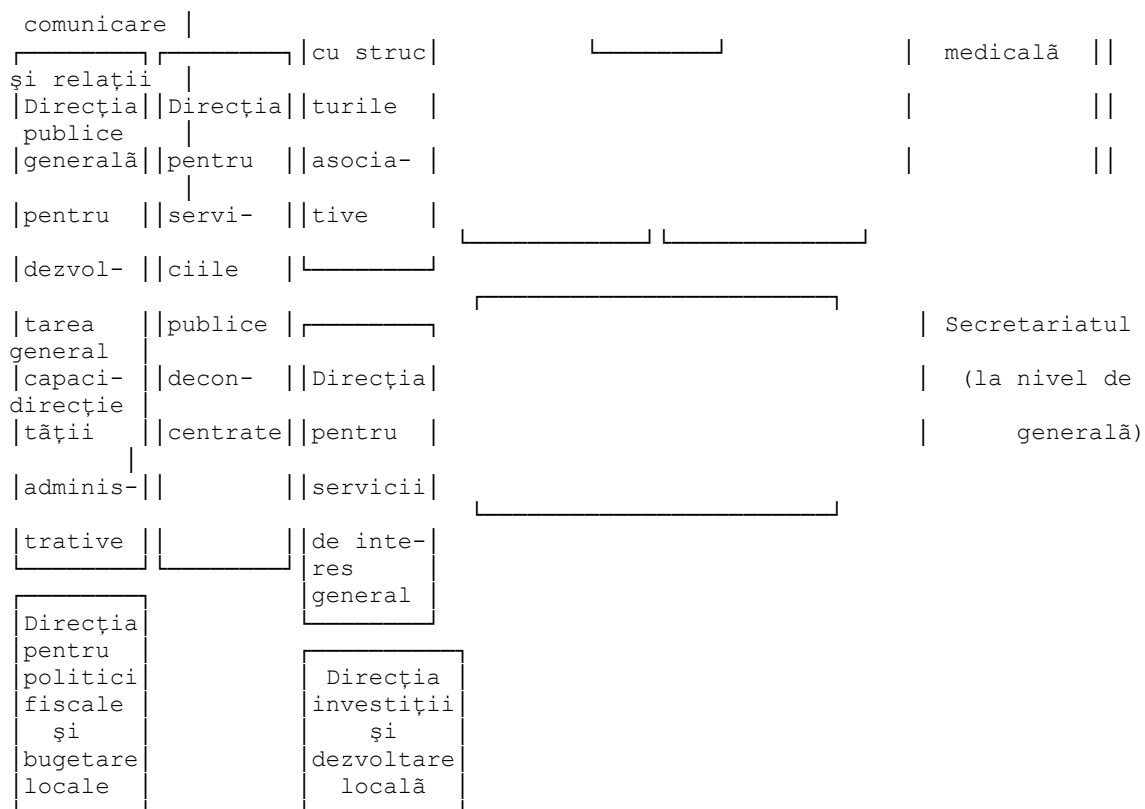 comunicare
cu struc medicalã
şi relaţii
Direcţia Direcţia turile
publice
generalã pentru asocia-
pentru servi- tive
dezvol- ciile
tarea publice Secretariatul
general
capaci- decon- Direcţia (la nivel de
direcţie
tãţii centrate pentru generalã)
adminis- servicii
trative de inte-
res
general
Direcţia
pentru
politici Direcţia
fiscale investiţii
şi şi
bugetare dezvoltare
locale localã